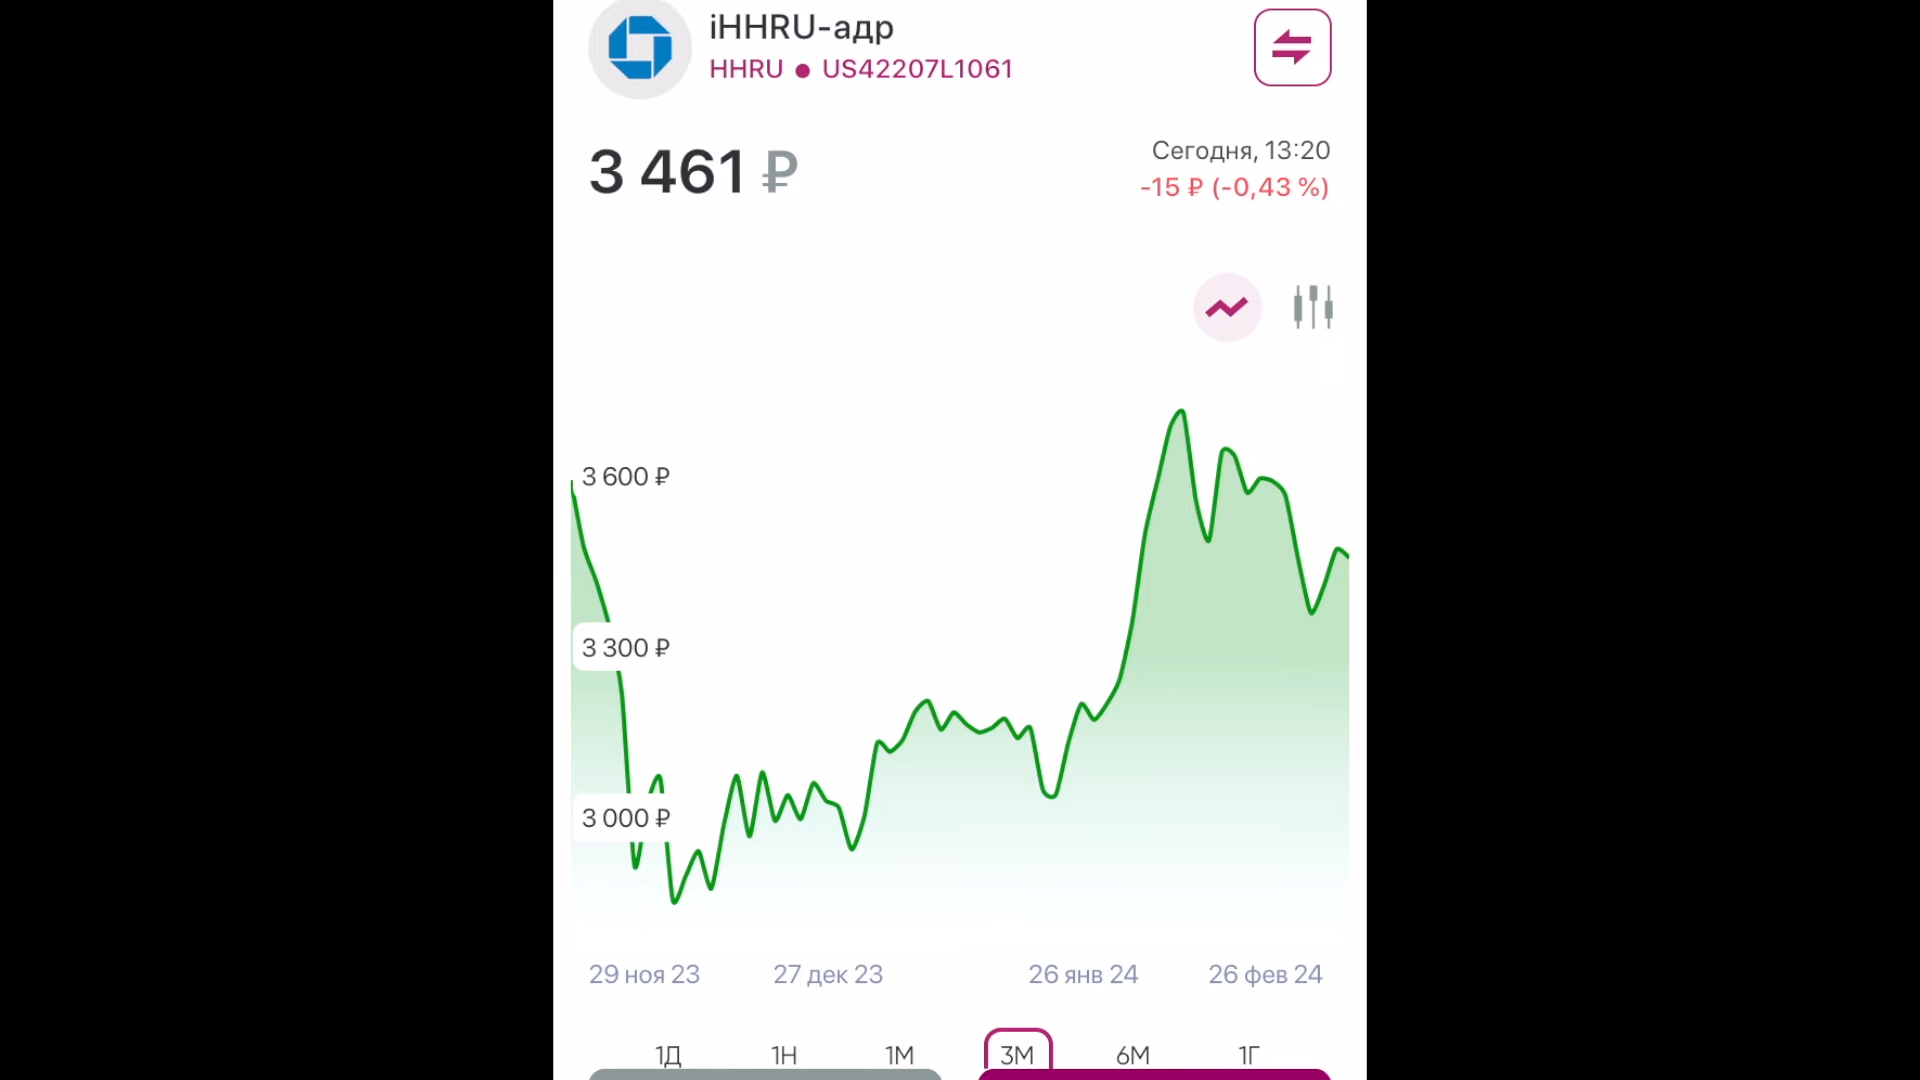 iHHRU-адр
HHRU ● US42207L1061
3 461 ₽
Сегодня, 13:20
-15 ₽ (-0,43 %)
3 600 ₽
3 300 ₽
3 000 ₽
29 ноя 23 27 дек 23 26 янв 24 26 фев 24
1Д 1Н 1М 3М 6М 1Г